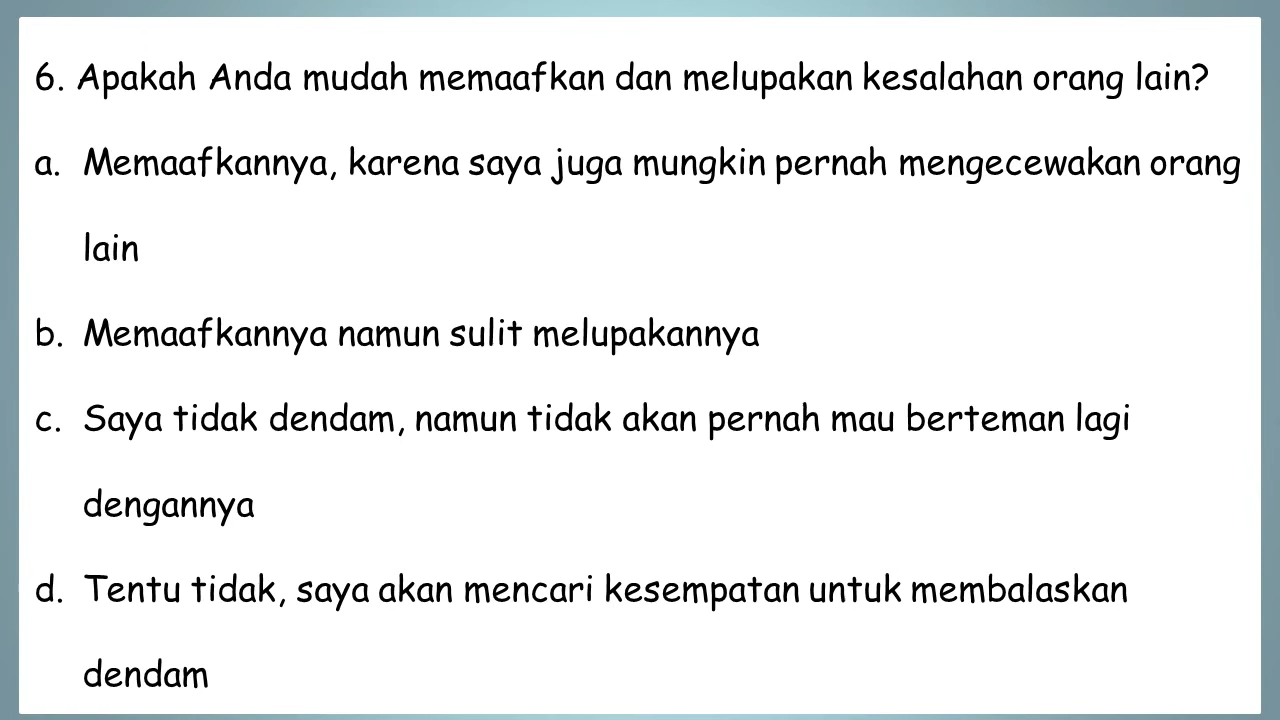 6. Apakah Anda mudah memaafkan dan melupakan kesalahan orang lain?
a. Memaafkannya, karena saya juga mungkin pernah mengecewakan orang
lain
b. Memaafkannya namun sulit melupakannya
c. Saya tidak dendam, namun tidak akan pernah mau berteman lagi
dengannya
d. Tentu tidak, saya akan mencari kesempatan untuk membalaskan
dendam